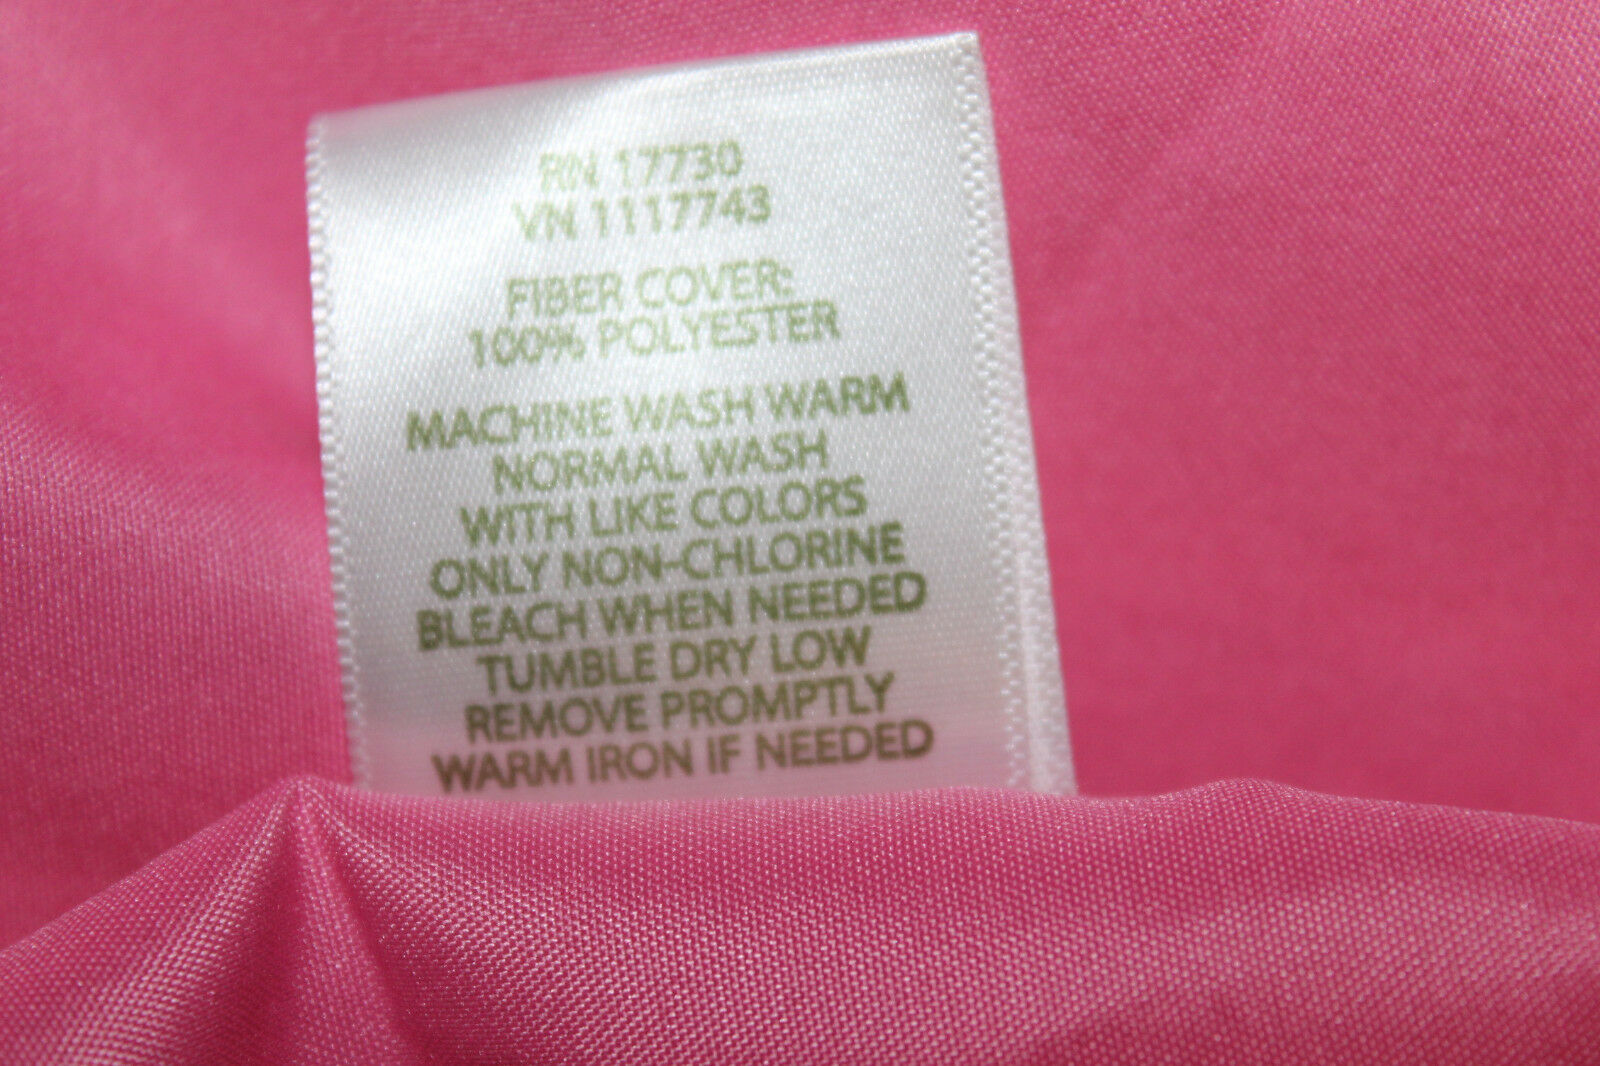 RN 17730
VN 1117743
FIBER COVER:
100% POLYESTER
MACHINE WASH WARM
NORMAL WASH
WITH LIKE COLORS
ONLY NON-CHLORINE
BLEACH WHEN NEEDED
TUMBLE DRY LOW
REMOVE PROMPTLY
WARM IRON IF NEEDED